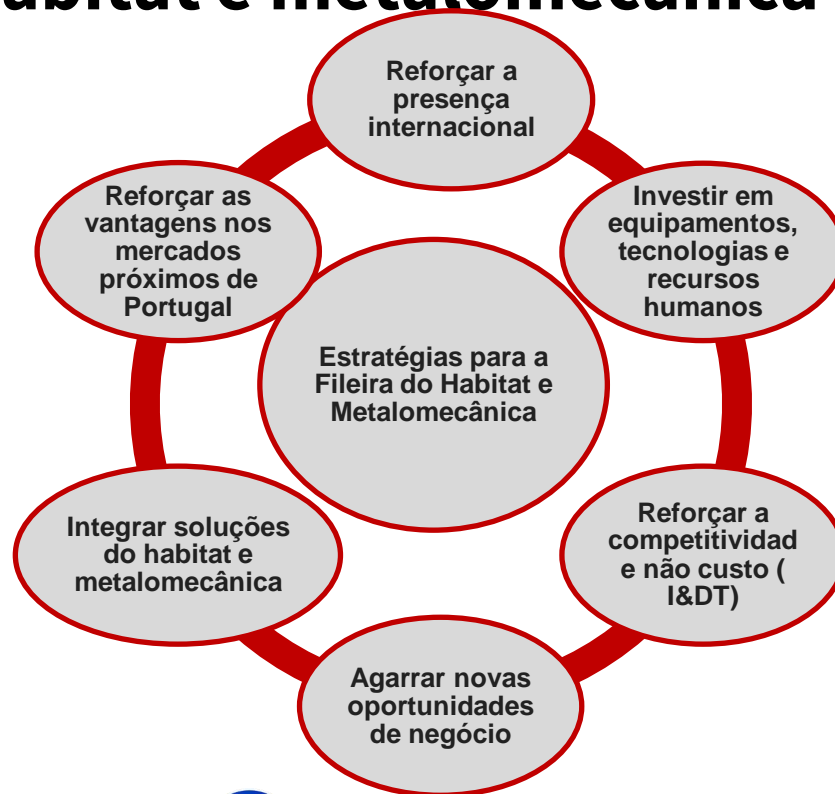 abitat e metalomecânica
Reforçar a
presença
internacional
Investir em
equipamentos,
tecnologias e
recursos
humanos
Reforçar a
competitividad
e não custo (
I&DT)
Agarrar novas
oportunidades
de negócio
Integrar soluções
do habitat e
metalomecânica
Reforçar as
vantagens nos
mercados
próximos de
Portugal
Estratégias para a
Fileira do Habitat e
Metalomecânica